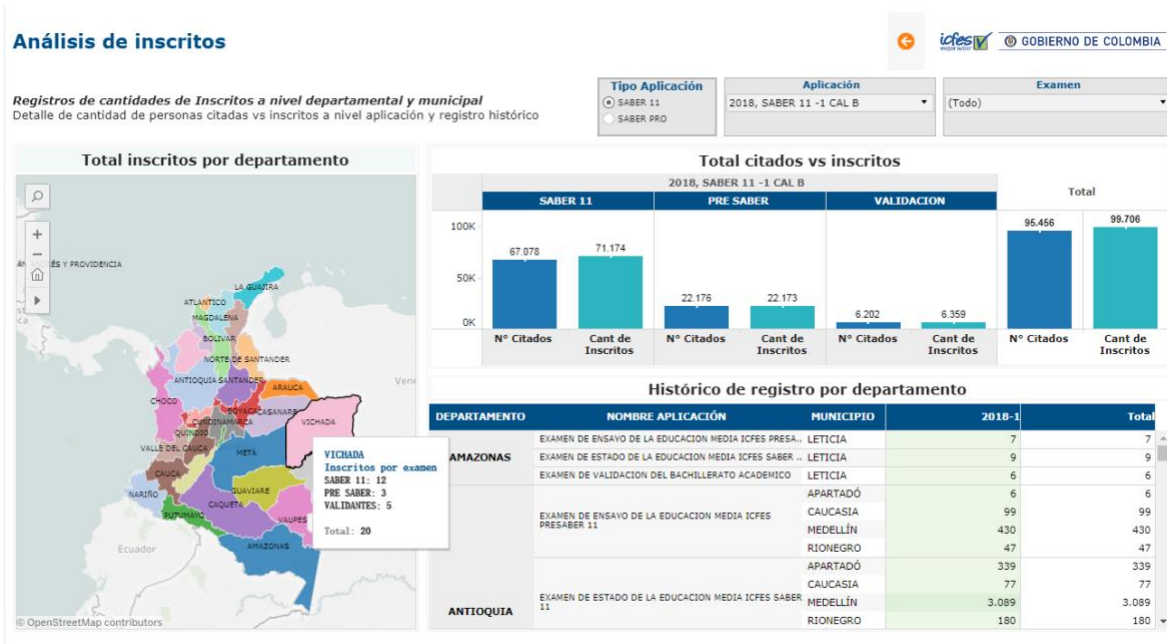 Análisis de inscritos
icfes
GOBIERNO DE COLOMBIA
Registros de cantidades de Inscritos a nivel departamental y municipal
Detalle de cantidad de personas citadas vs inscritos a nivel aplicación y registro histórico
Tipo Aplicación
SABER 11
SABER PRO
Aplicación
2018, SABER 11 -1 CAL B
Examen
(Todo)
Total inscritos por departamento
ÉS Y PROVIDENCIA
LA GUAJIRA
ATLANTICO
MAGDALENA
BOLIVAR
NORTE DE SANTANDER
ANTIOQUIA
SANTANDER
ARAUCA
Vene
CHOCO
BOYACA
CASANARE
CUNDINAMARCA
VICHADA
QUINDIO
VALLE DEL CAUCA
META
CAUCA
GUAVIARE
NARIÑO
CAQUETA
PUTUMAYO
VAUPES
Ecuador
AMAZONAS
VICHADA
Inscritos por examen
SABER 11: 12
PRE SABER: 3
VALIDANTES: 5
Total: 20
© OpenStreetMap contributors
Total citados vs inscritos
2018, SABER 11 -1 CAL B
Total
SABER 11 PRE SABER VALIDACION
100K
50K
0K
67.078 71.174 22.176 22.173 6.202 6.359 95.456 99.706
N° Citados Cant de Inscritos N° Citados Cant de Inscritos N° Citados Cant de Inscritos N° Citados Cant de Inscritos
Histórico de registro por departamento
DEPARTAMENTO NOMBRE APLICACIÓN MUNICIPIO 2018-1 Total
AMAZONAS EXAMEN DE ENSAYO DE LA EDUCACION MEDIA ICFES PRESA.. LETICIA 7 7
EXAMEN DE ESTADO DE LA EDUCACION MEDIA ICFES SABER .. LETICIA 9 9
EXAMEN DE VALIDACION DEL BACHILLERATO ACADEMICO LETICIA 6 6
ANTIOQUIA EXAMEN DE ENSAYO DE LA EDUCACION MEDIA ICFES PRESABER 11 APARTADÓ 6 6
CAUCASIA 99 99
MEDELLÍN 430 430
RIONEGRO 47 47
EXAMEN DE ESTADO DE LA EDUCACION MEDIA ICFES SABER 11 APARTADÓ 339 339
CAUCASIA 77 77
MEDELLÍN 3.089 3.089
RIONEGRO 180 180